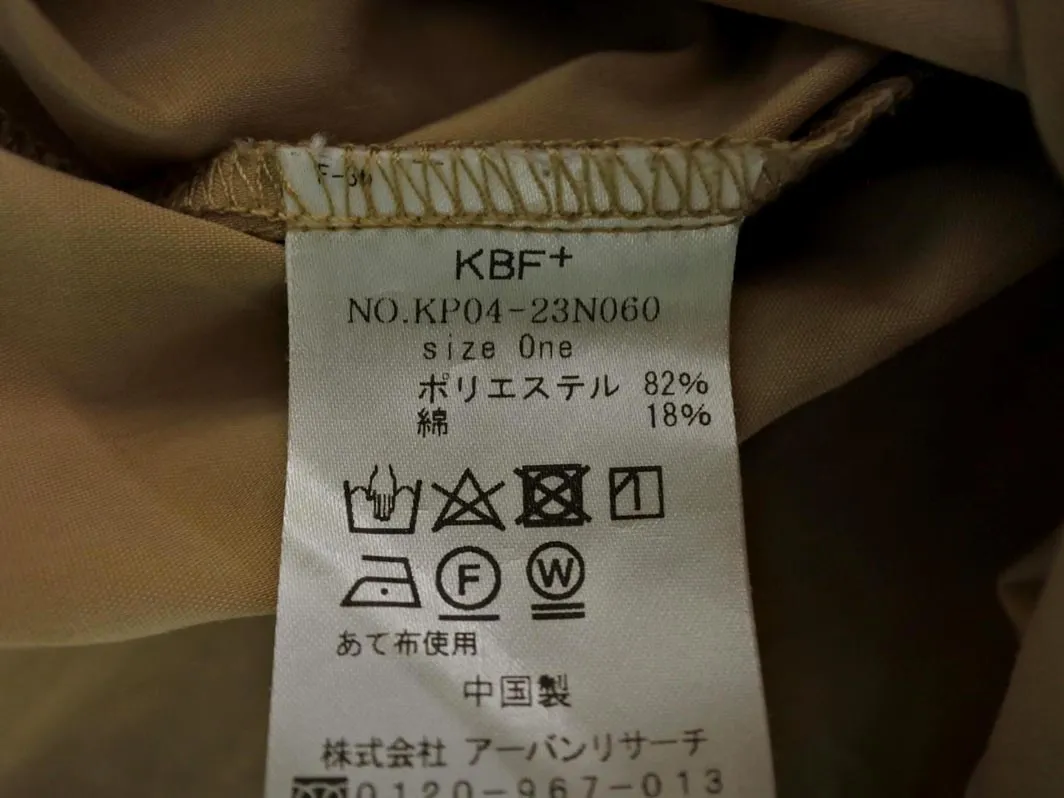 KBF+
NO.KP04-23N060
size One
ポリエステル 82%
綿 18%
F W
あて布使用
中国製
株式会社 アーバンリサーチ
0120-967-013